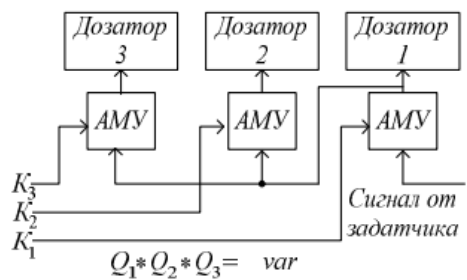 Дозатор 3
Дозатор 2
Дозатор 1
АМУ
АМУ
АМУ
K3
K2
K1
Сигнал от
задатчика
Q1*Q2*Q3= var